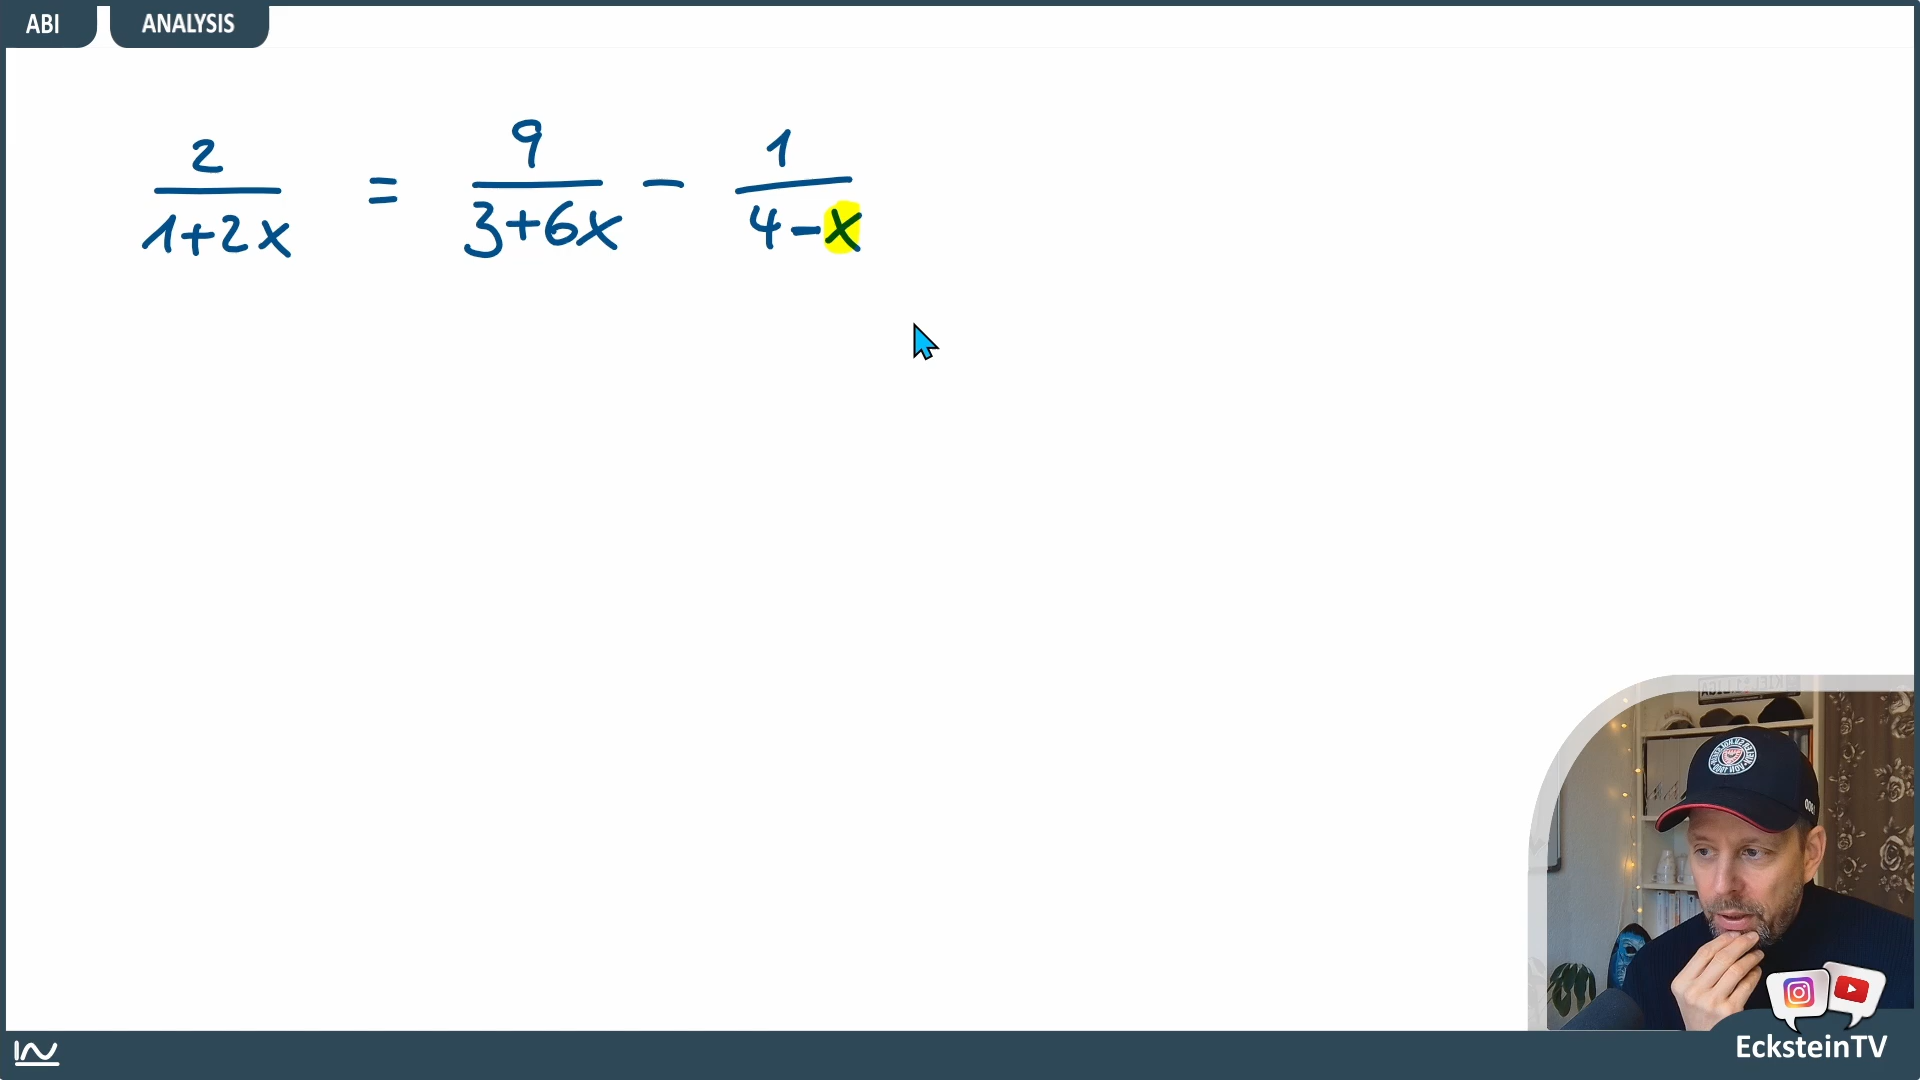 ABI ANALYSIS
2/(1+2x) = 9/(3+6x) - 1/(4-x)
EcksteinTV